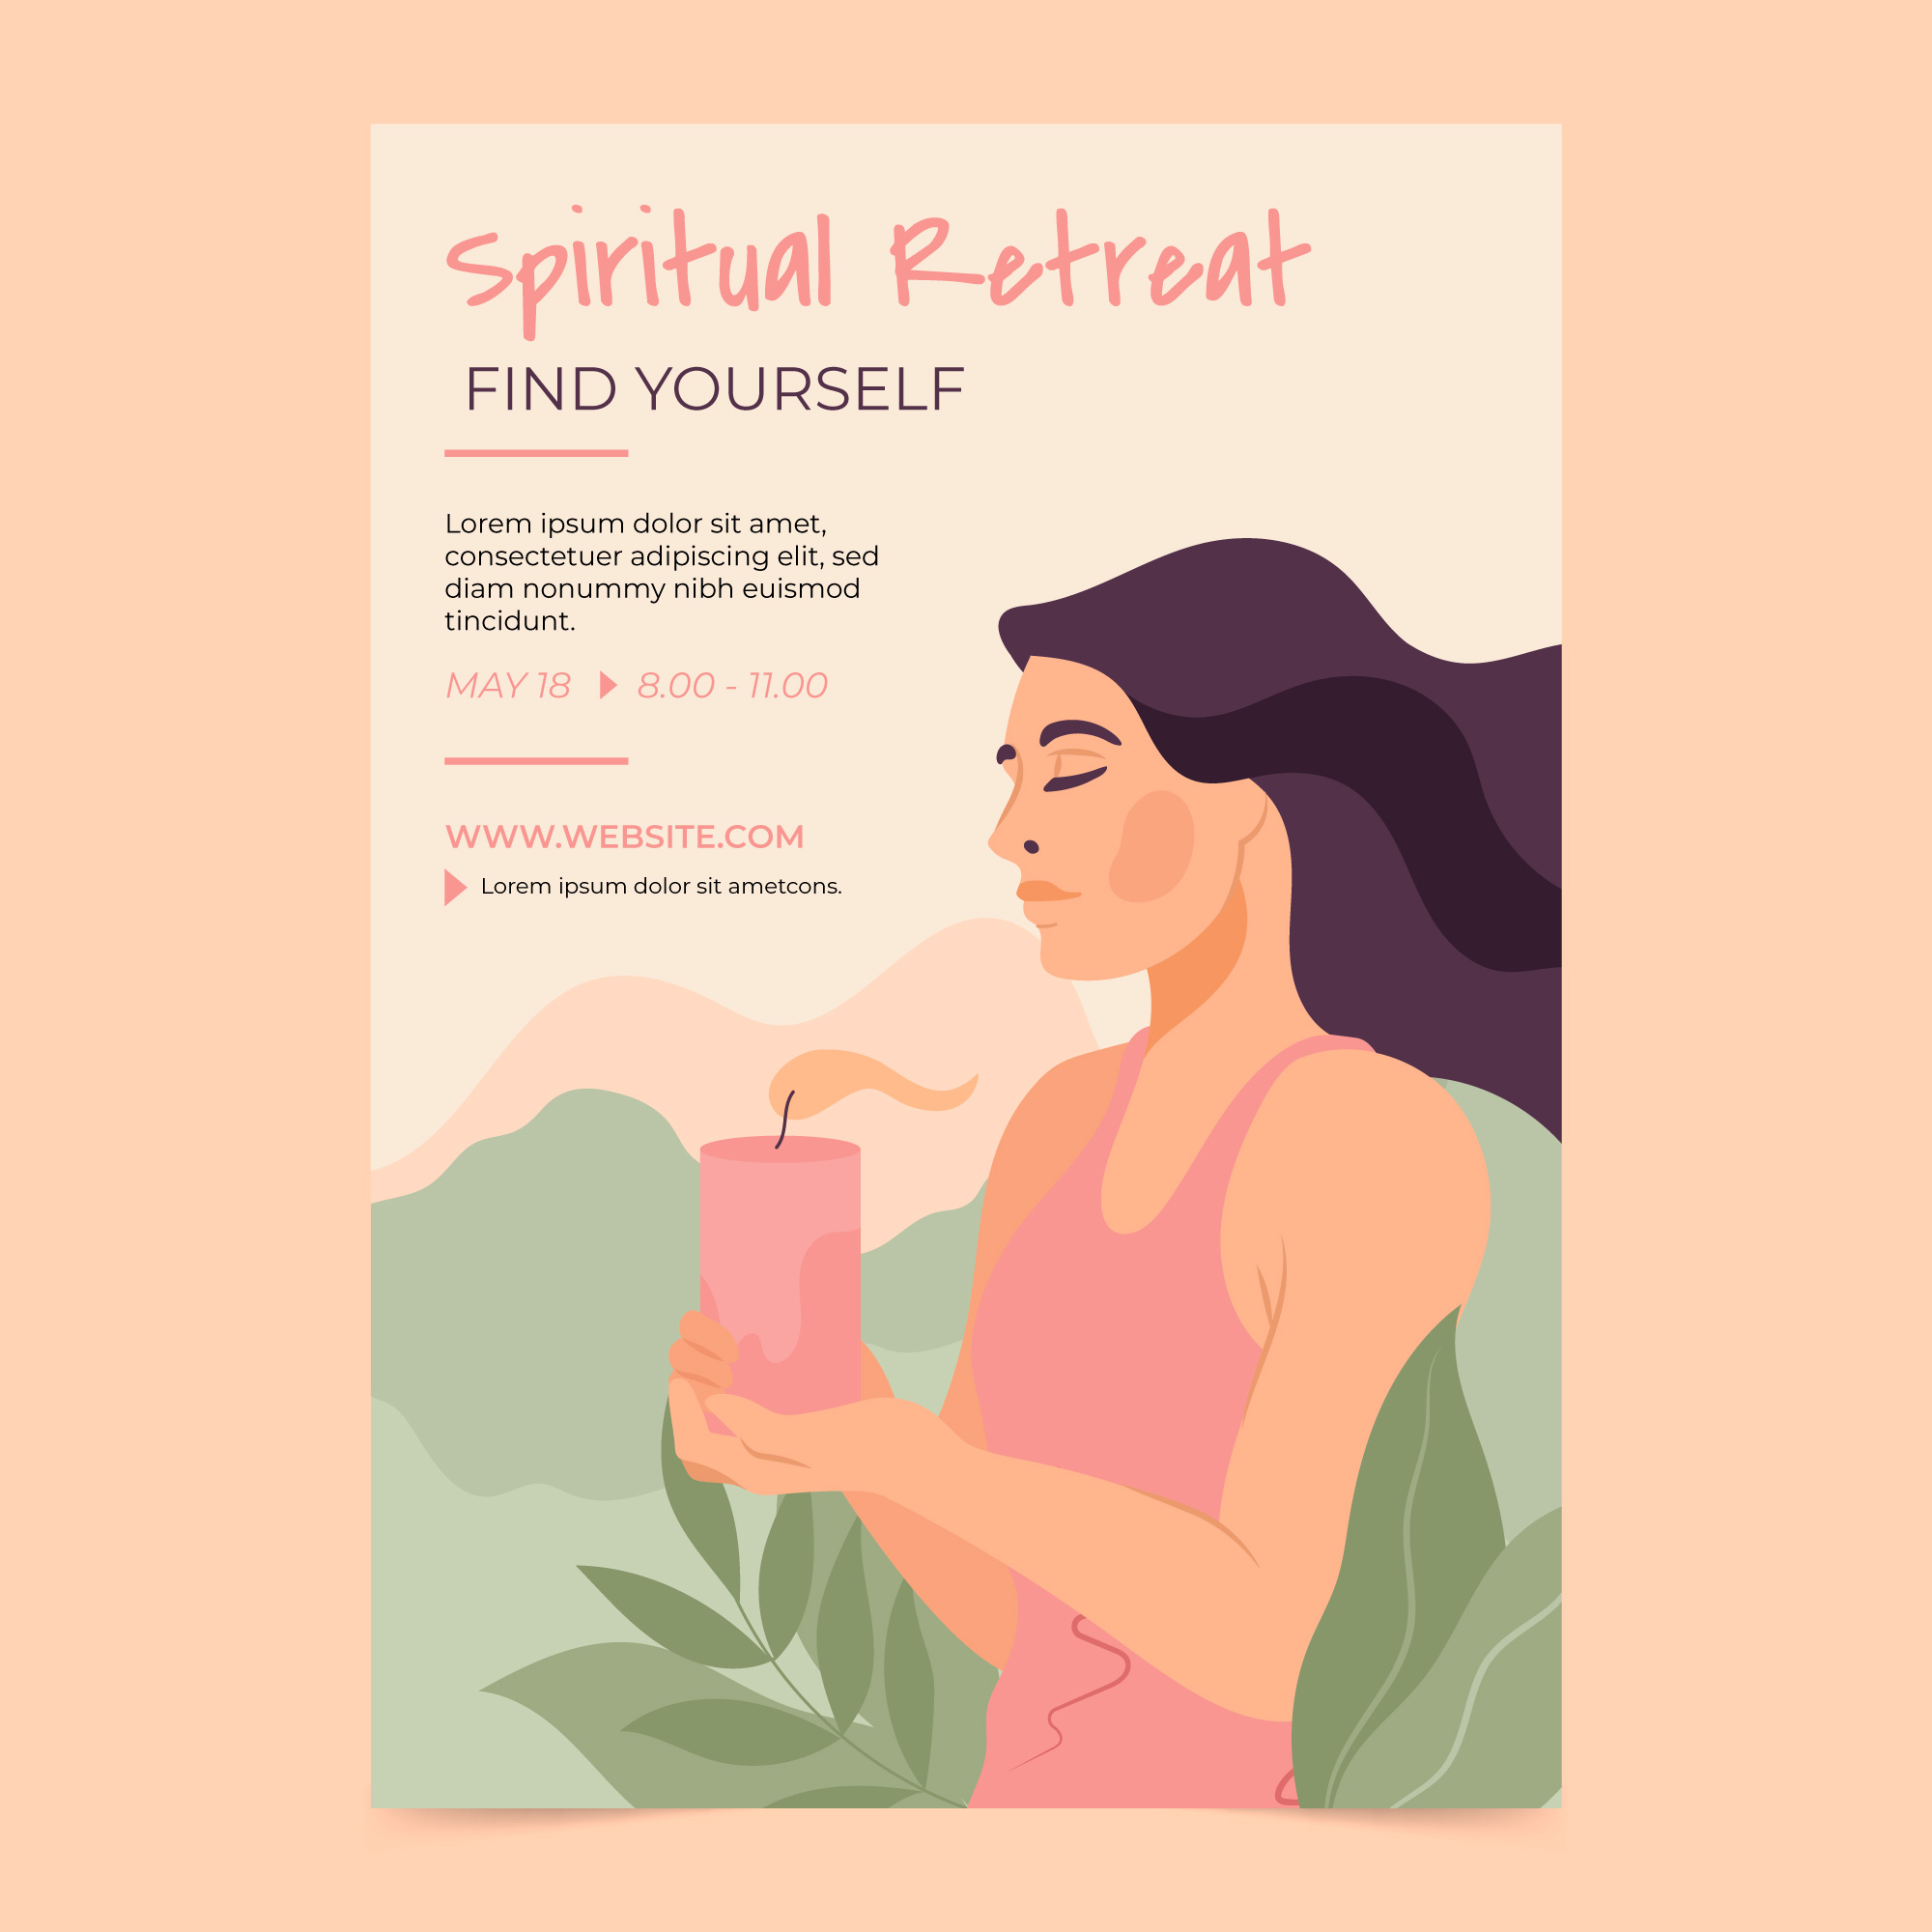 Spiritual Retreat
FIND YOURSELF
Lorem ipsum dolor sit amet,
consectetuer adipiscing elit, sed
diam nonummy nibh euismod
tincidunt.
MAY 18 ▶ 8.00 - 11.00
WWW.WEBSITE.COM
Lorem ipsum dolor sit ametcons.